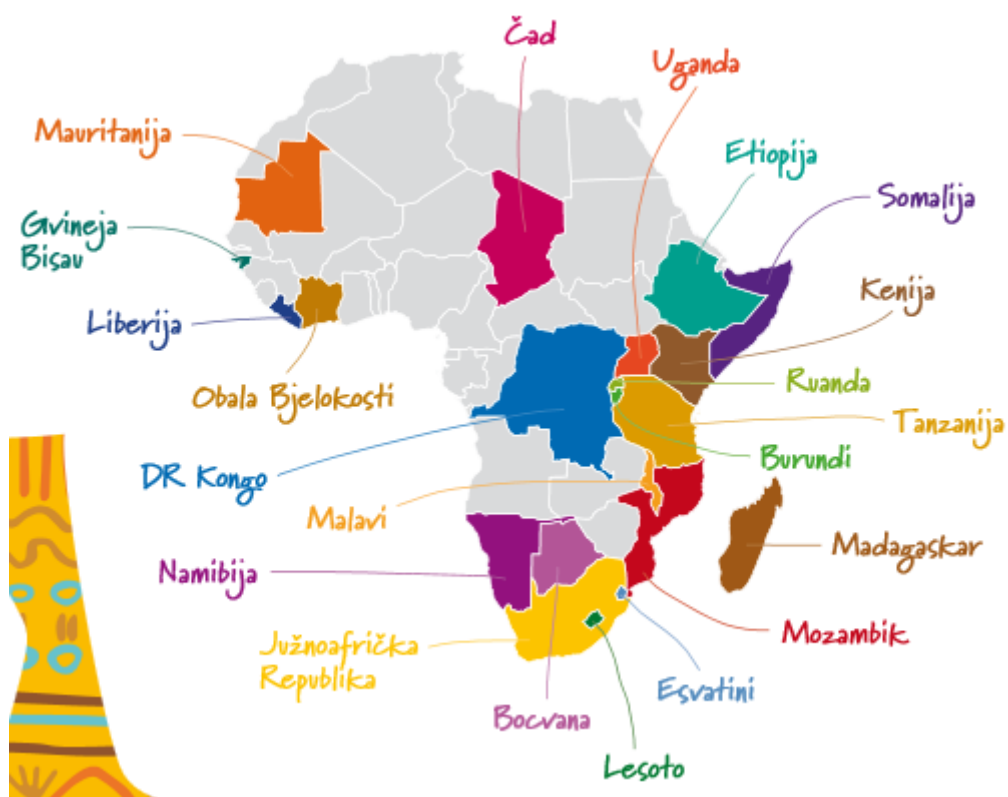 Čad
Uganda
Mauritanija
Etiopija
Somalija
Gvineja
Bisau
Kenija
Liberija
Ruanda
Obala Bjelokosti
Tanzanija
Burundi
DR Kongo
Malavi
Madagaskar
Namibija
Mozambik
Južnoafrička
Republika
Esvatini
Bocvana
Lesoto